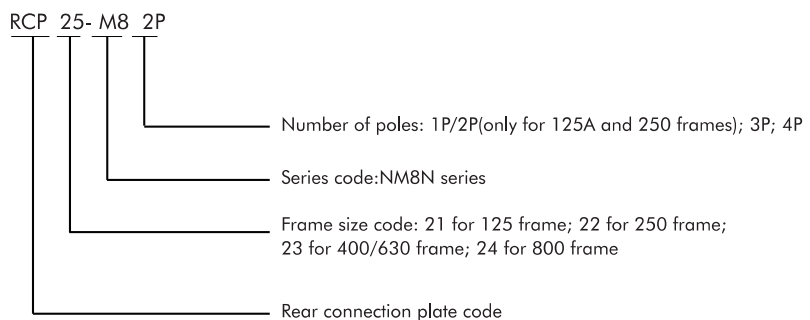 RCP 25- M8 2P
Number of poles: 1P/2P(only for 125A and 250 frames); 3P; 4P
Series code:NM8N series
Frame size code: 21 for 125 frame; 22 for 250 frame;
23 for 400/630 frame; 24 for 800 frame
Rear connection plate code